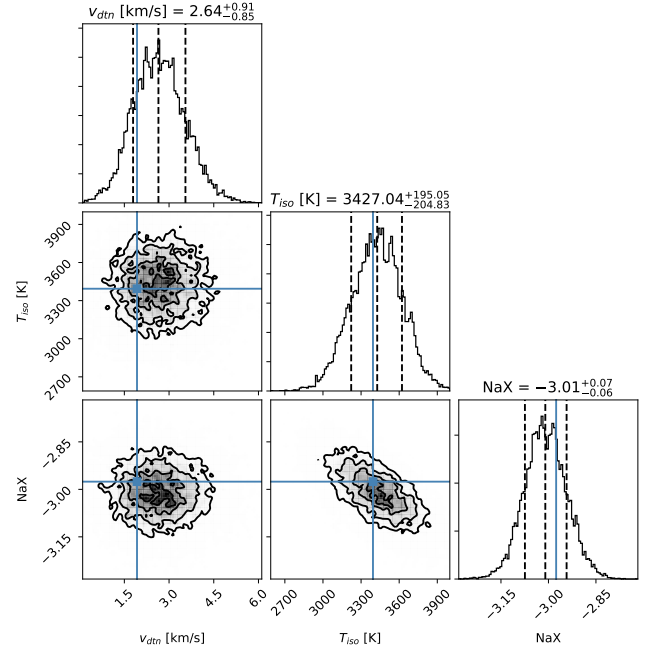 v_dtn [km/s] = 2.64+0.91−0.85
T_iso [K] = 3427.04+195.05−204.83
3900
3600
3300
3000
2700
T_iso [K]
NaX = −3.01+0.07−0.06
−2.85
−3.00
−3.15
NaX
1.5 3.0 4.5 6.0
2700 3000 3300 3600 3900
−3.15 −3.00 −2.85
v_dtn [km/s]
T_iso [K]
NaX